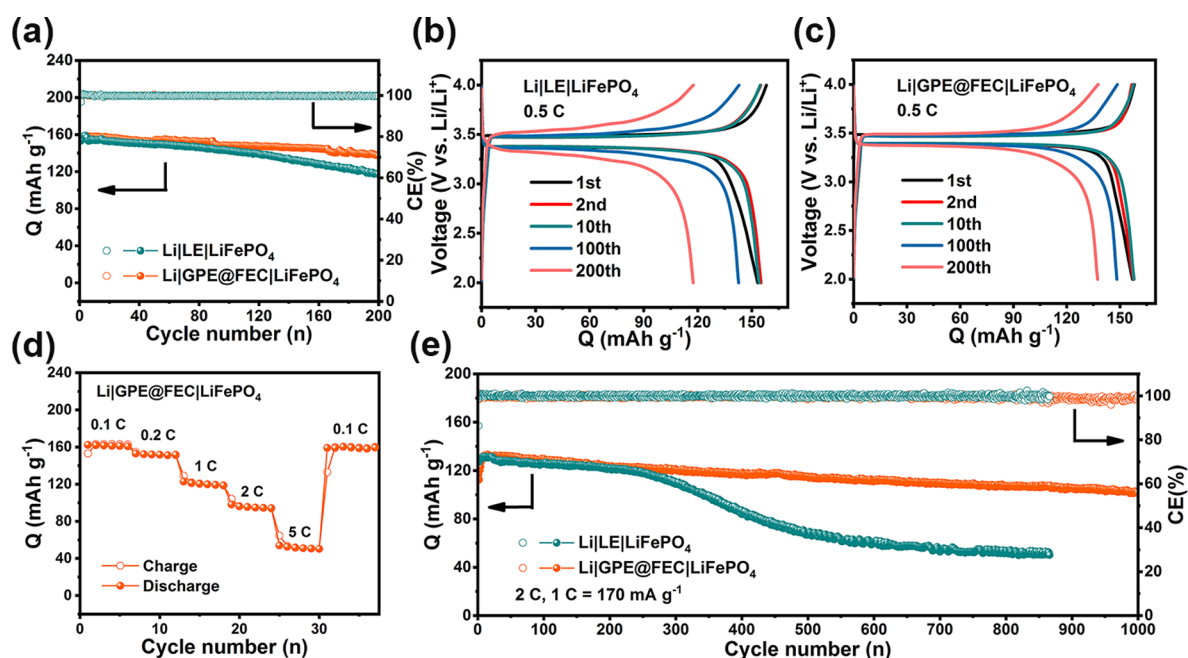 (a)
240
200
160
120
80
40
0
Q (mAh g⁻¹)
100
80
60
40
20
0
CE(%)
Li|LE|LiFePO₄
Li|GPE@FEC|LiFePO₄
0 40 80 120 160 200
Cycle number (n)
(b)
4.0
3.5
3.0
2.5
2.0
Voltage (V vs. Li/Li⁺)
Li|LE|LiFePO₄
0.5 C
1st
2nd
10th
100th
200th
0 30 60 90 120 150
Q (mAh g⁻¹)
(c)
4.0
3.5
3.0
2.5
2.0
Voltage (V vs. Li/Li⁺)
Li|GPE@FEC|LiFePO₄
0.5 C
1st
2nd
10th
100th
200th
0 30 60 90 120 150
Q (mAh g⁻¹)
(d)
240
200
160
120
80
40
0
Q (mAh g⁻¹)
Li|GPE@FEC|LiFePO₄
0.1 C
0.2 C
1 C
2 C
5 C
0.1 C
Charge
Discharge
0 10 20 30
Cycle number (n)
(e)
200
160
120
80
40
0
Q (mAh g⁻¹)
100
80
60
40
20
0
CE(%)
Li|LE|LiFePO₄
Li|GPE@FEC|LiFePO₄
2 C, 1 C = 170 mA g⁻¹
0 100 200 300 400 500 600 700 800 900 1000
Cycle number (n)